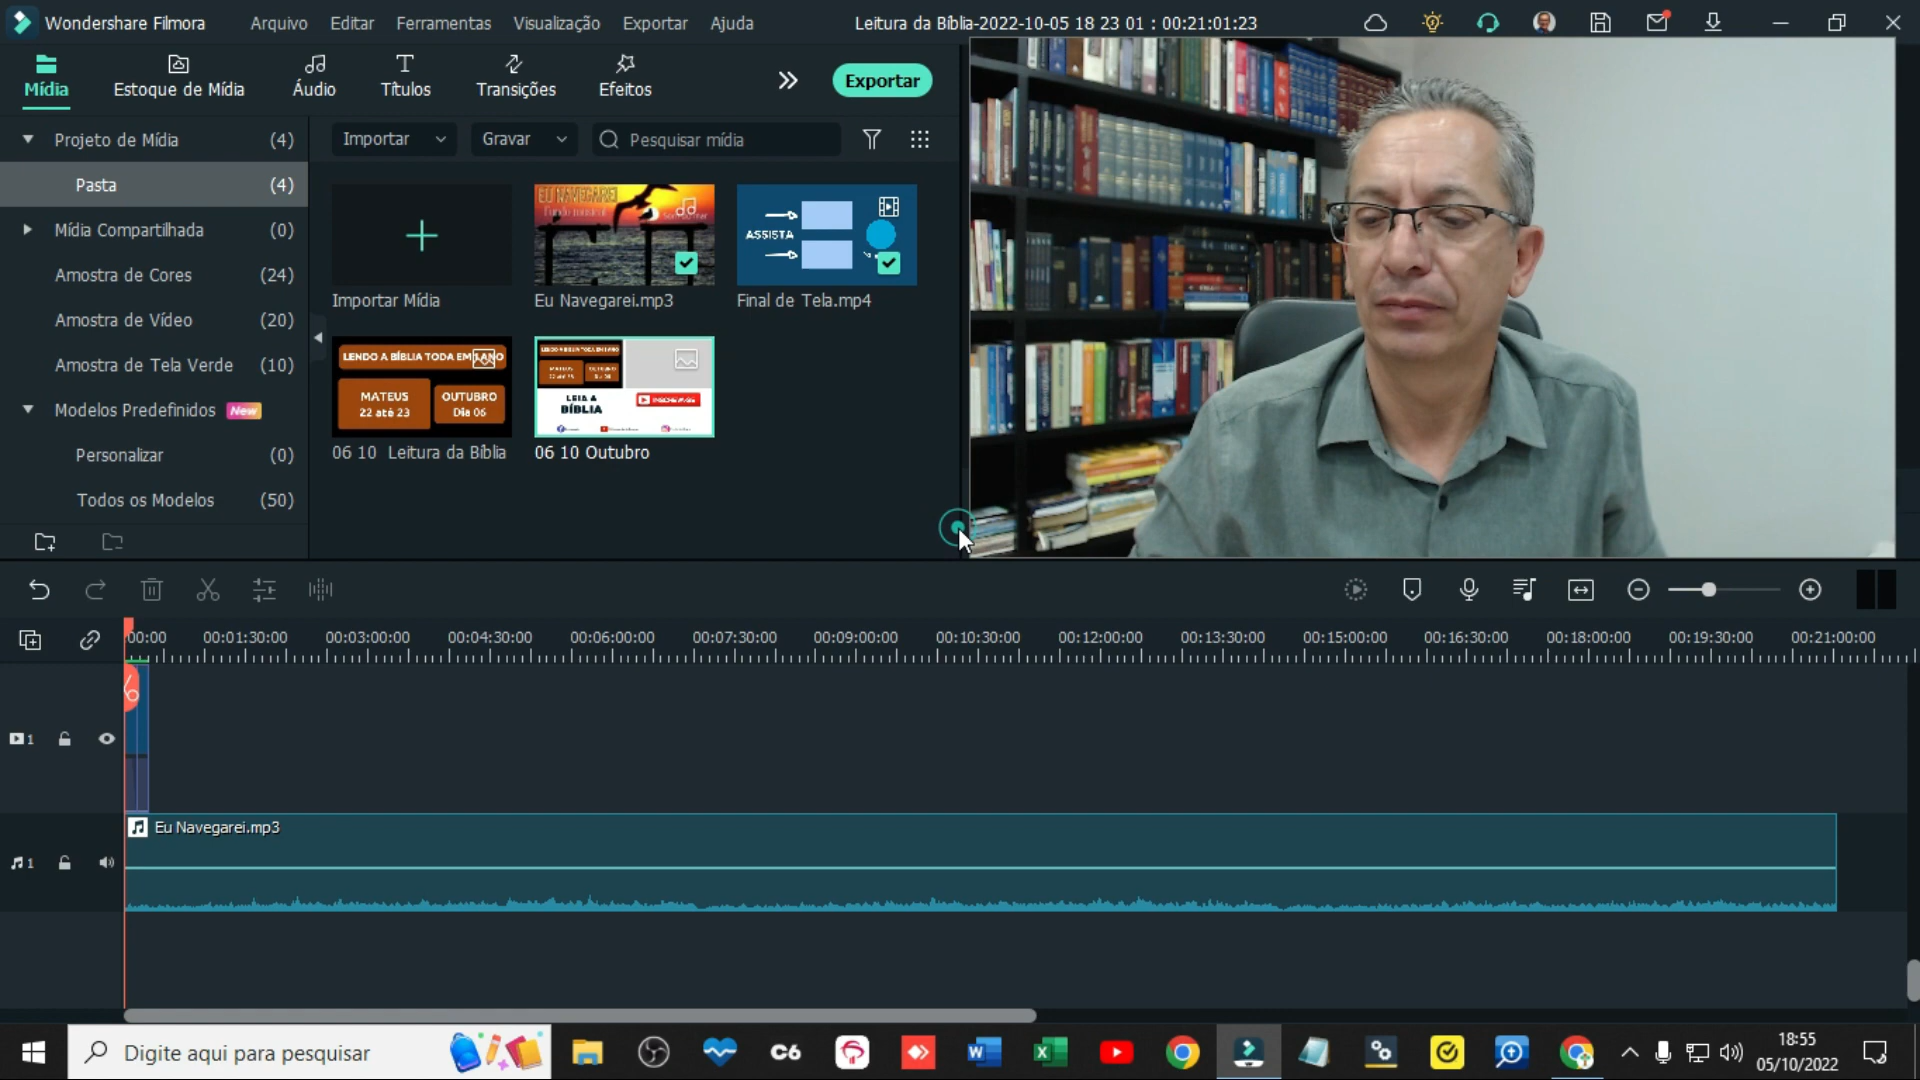 Wondershare Filmora
Arquivo
Editar
Ferramentas
Visualização
Exportar
Ajuda
Leitura da Bíblia-2022-10-05 18 23 01 : 00:21:01:23
Mídia
Estoque de Mídia
Áudio
Títulos
Transições
Efeitos
Exportar
Projeto de Mídia (4)
Pasta (4)
Mídia Compartilhada (0)
Amostra de Cores (24)
Amostra de Vídeo (20)
Amostra de Tela Verde (10)
Modelos Predefinidos New
Personalizar (0)
Todos os Modelos (50)
Importar
Gravar
Pesquisar mídia
Importar Mídia
EU NAVEGAREI
Fundo musical
Eu Navegarei.mp3
ASSISTA
Final de Tela.mp4
LENDO A BÍBLIA TODA EM 1 ANO
MATEUS
22 até 23
OUTUBRO
Dia 06
06 10 Leitura da Bíblia
LEIA A
BÍBLIA
INSCREVA-SE
06 10 Outubro
00:00
00:01:30:00
00:03:00:00
00:04:30:00
00:06:00:00
00:07:30:00
00:09:00:00
00:10:30:00
00:12:00:00
00:13:30:00
00:15:00:00
00:16:30:00
00:18:00:00
00:19:30:00
00:21:00:00
1
Eu Navegarei.mp3
1
Digite aqui para pesquisar
C6
18:55
05/10/2022